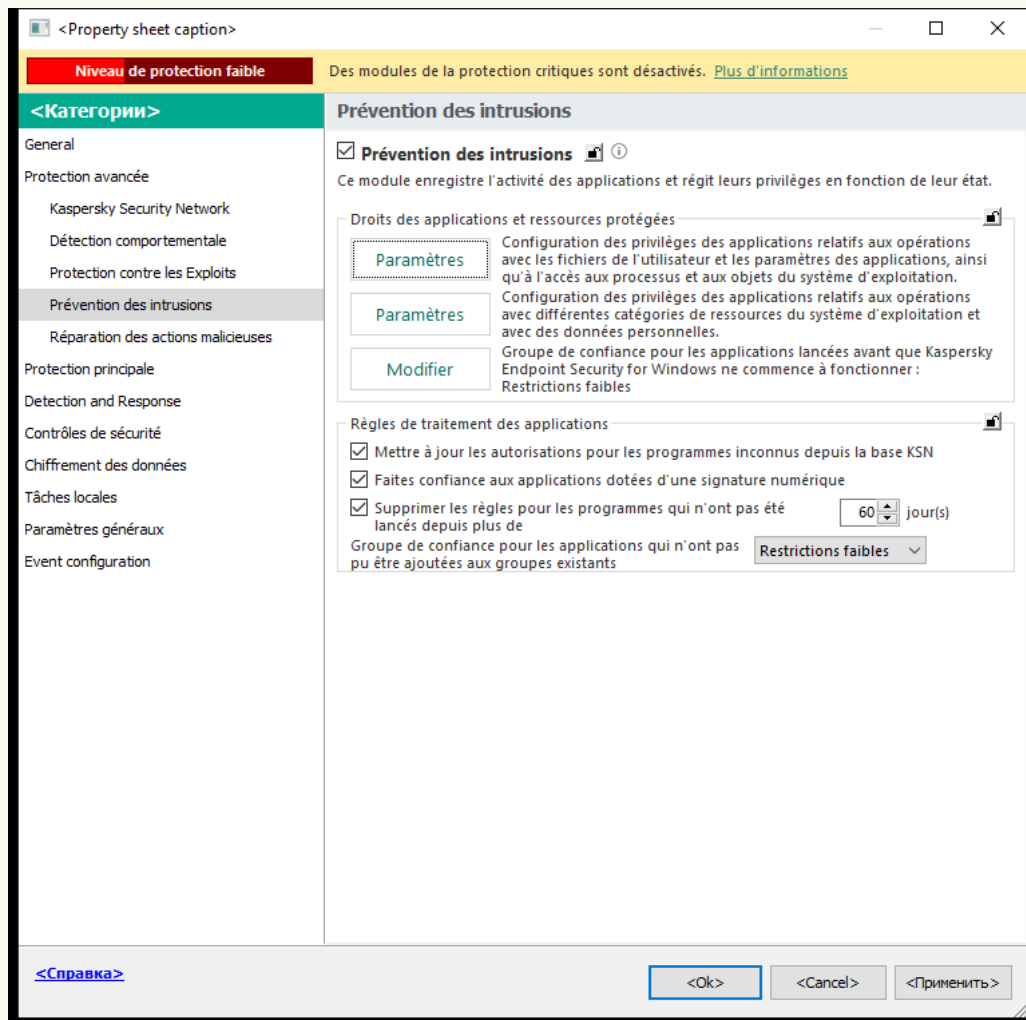 <Property sheet caption>
Niveau de protection faible
Des modules de la protection critiques sont désactivés. Plus d'informations
<Категории>
General
Protection avancée
Kaspersky Security Network
Détection comportementale
Protection contre les Exploits
Prévention des intrusions
Réparation des actions malicieuses
Protection principale
Detection and Response
Contrôles de sécurité
Chiffrement des données
Tâches locales
Paramètres généraux
Event configuration
Prévention des intrusions
Prévention des intrusions
Ce module enregistre l'activité des applications et régit leurs privilèges en fonction de leur état.
Droits des applications et ressources protégées
Paramètres
Configuration des privilèges des applications relatifs aux opérations
avec les fichiers de l'utilisateur et les paramètres des applications, ainsi
qu'à l'accès aux processus et aux objets du système d'exploitation.
Paramètres
Configuration des privilèges des applications relatifs aux opérations
avec différentes catégories de ressources du système d'exploitation et
avec des données personnelles.
Modifier
Groupe de confiance pour les applications lancées avant que Kaspersky
Endpoint Security for Windows ne commence à fonctionner :
Restrictions faibles
Règles de traitement des applications
Mettre à jour les autorisations pour les programmes inconnus depuis la base KSN
Faites confiance aux applications dotées d'une signature numérique
Supprimer les règles pour les programmes qui n'ont pas été
lancés depuis plus de
60 jour(s)
Groupe de confiance pour les applications qui n'ont pas
pu être ajoutées aux groupes existants
Restrictions faibles
<Справка>
<Ok>
<Cancel>
<Применить>